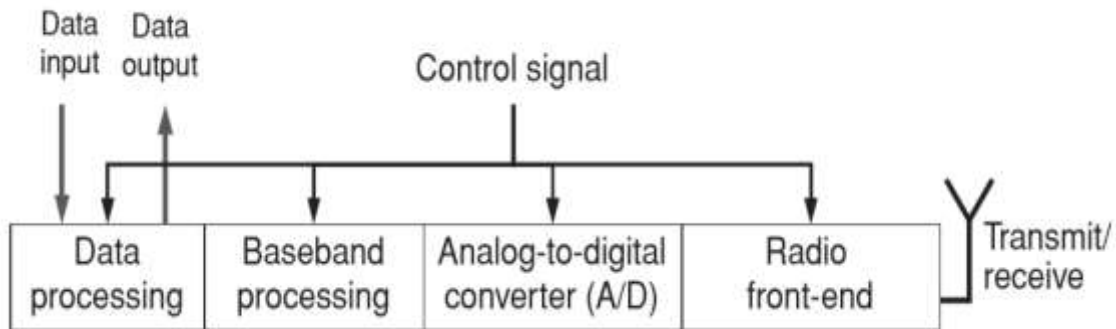 Data
input
Data
output
Control signal
Data
processing
Baseband
processing
Analog-to-digital
converter (A/D)
Radio
front-end
Transmit/
receive